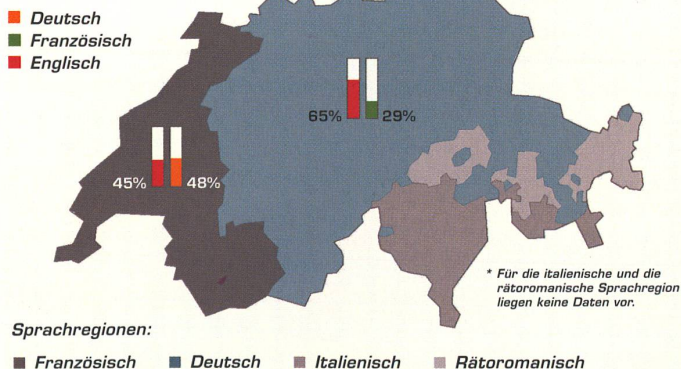 Deutsch
Französisch
Englisch
65% 29%
45% 48%
* Für die italienische und die
rätoromanische Sprachregion
liegen keine Daten vor.
Sprachregionen:
Französisch Deutsch Italienisch Rätoromanisch